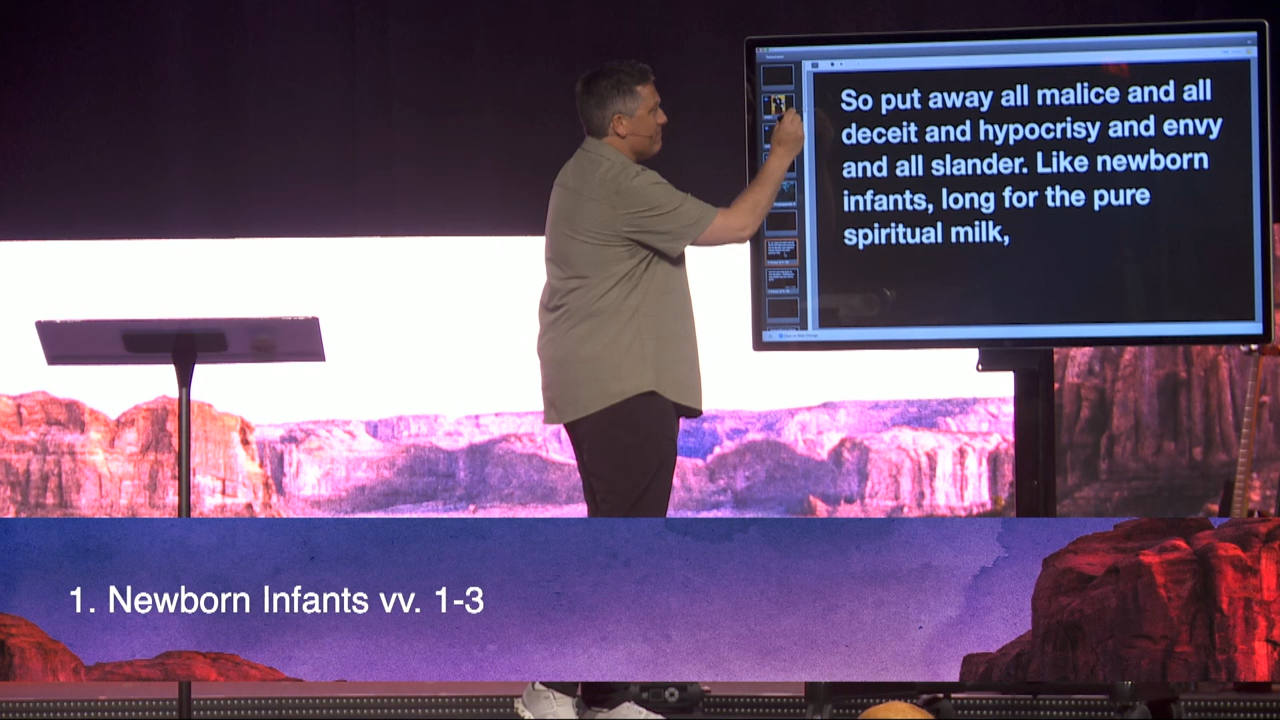 So put away all malice and all
deceit and hypocrisy and envy
and all slander. Like newborn
infants, long for the pure
spiritual milk,
1. Newborn Infants vv. 1-3